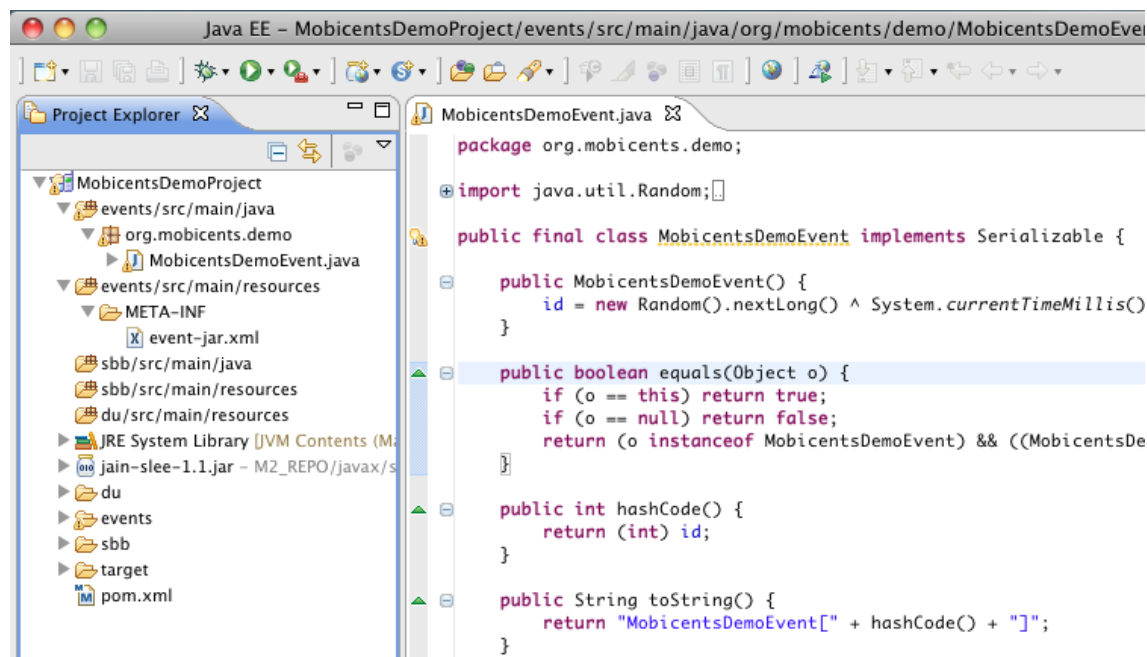 Java EE – MobicentsDemoProject/events/src/main/java/org/mobicents/demo/MobicentsDemoEve
Project Explorer
MobicentsDemoProject
events/src/main/java
org.mobicents.demo
MobicentsDemoEvent.java
events/src/main/resources
META-INF
event-jar.xml
sbb/src/main/java
sbb/src/main/resources
du/src/main/resources
JRE System Library [JVM Contents (Ma
jain-slee-1.1.jar – M2_REPO/javax/s
du
events
sbb
target
pom.xml
MobicentsDemoEvent.java
package org.mobicents.demo;
import java.util.Random;
public final class MobicentsDemoEvent implements Serializable {
public MobicentsDemoEvent() {
id = new Random().nextLong() ^ System.currentTimeMillis()
}
public boolean equals(Object o) {
if (o == this) return true;
if (o == null) return false;
return (o instanceof MobicentsDemoEvent) && ((MobicentsDe
}
public int hashCode() {
return (int) id;
}
public String toString() {
return "MobicentsDemoEvent[" + hashCode() + "]";
}